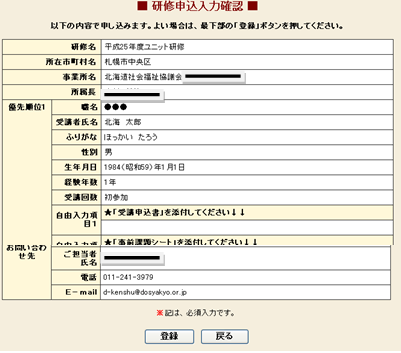 ■ 研修申込入力確認 ■
以下の内容で申し込みます。よい場合は、最下部の「登録」ボタンを押してください。
研修名 平成25年度ユニット研修
所在市町村名 札幌市中央区
事業所名 北海道社会福祉協議会
所属長
優先順位1 職名 ●●●
受講者氏名 北海 太郎
ふりがな ほっかい たろう
性別 男
生年月日 1984(昭和59)年1月1日
経験年数 1年
受講回数 初参加
自由入力項目1 ★「受講申込書」を添付してください↓↓
自由入力項 ★「事前課題シート」を添付してください↓↓
お問い合わせ先 ご担当者氏名
電話 011-241-3979
E-mail d-kenshu@dosyakyo.or.jp
※記は、必須入力です。
登録 戻る